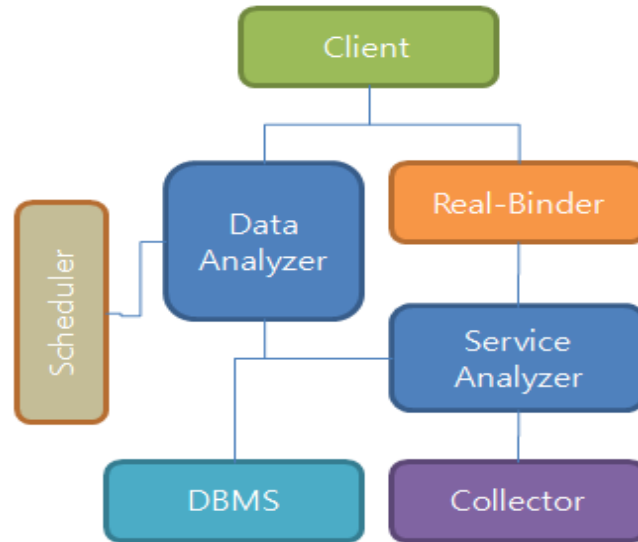 Client
Data
Analyzer
Real-Binder
Scheduler
Service
Analyzer
DBMS
Collector